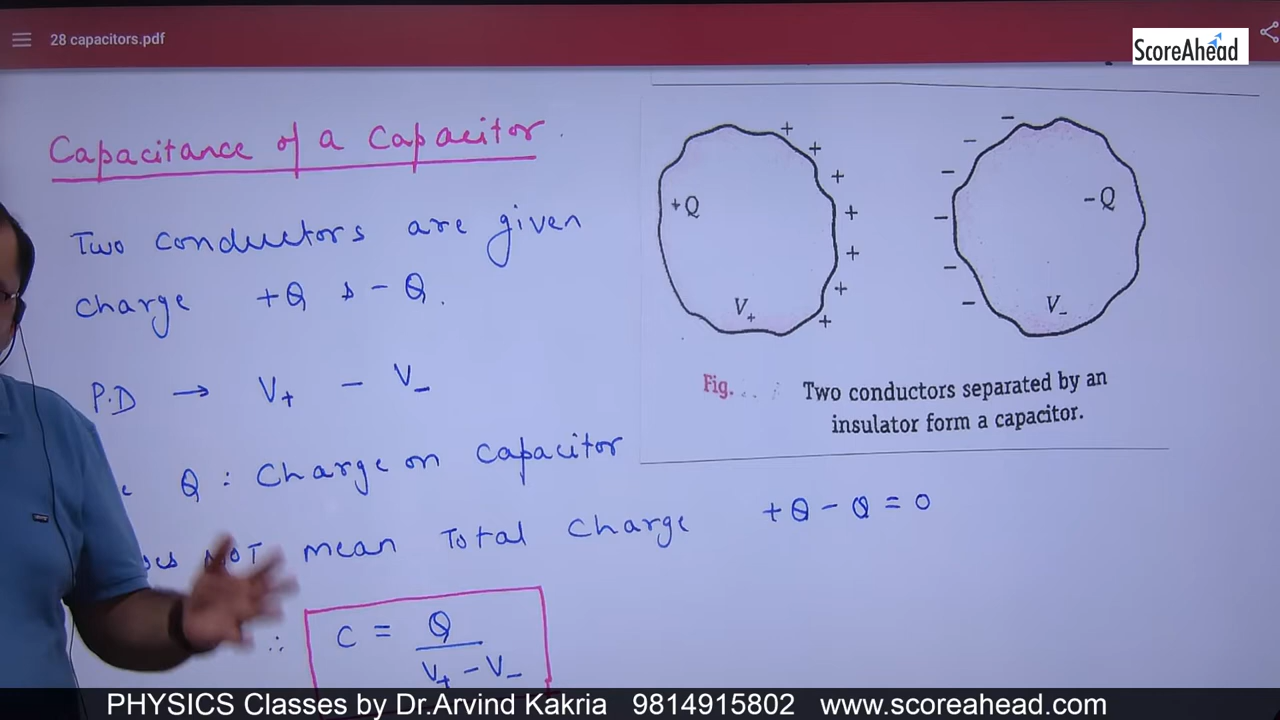 28 capacitors.pdf
ScoreAhead
Capacitance of a Capacitor
Two conductors are given
charge +Q & -Q.
P.D → V₊ - V₋
Q : Charge on Capacitor
NOT mean Total Charge +Q - Q = 0
∴ C = Q / V₊ - V₋
+Q
V₊
+ + + + + + +
-Q
V₋
- - - - - -
Fig.
Two conductors separated by an
insulator form a capacitor.
PHYSICS Classes by Dr.Arvind Kakria 9814915802 www.scoreahead.com